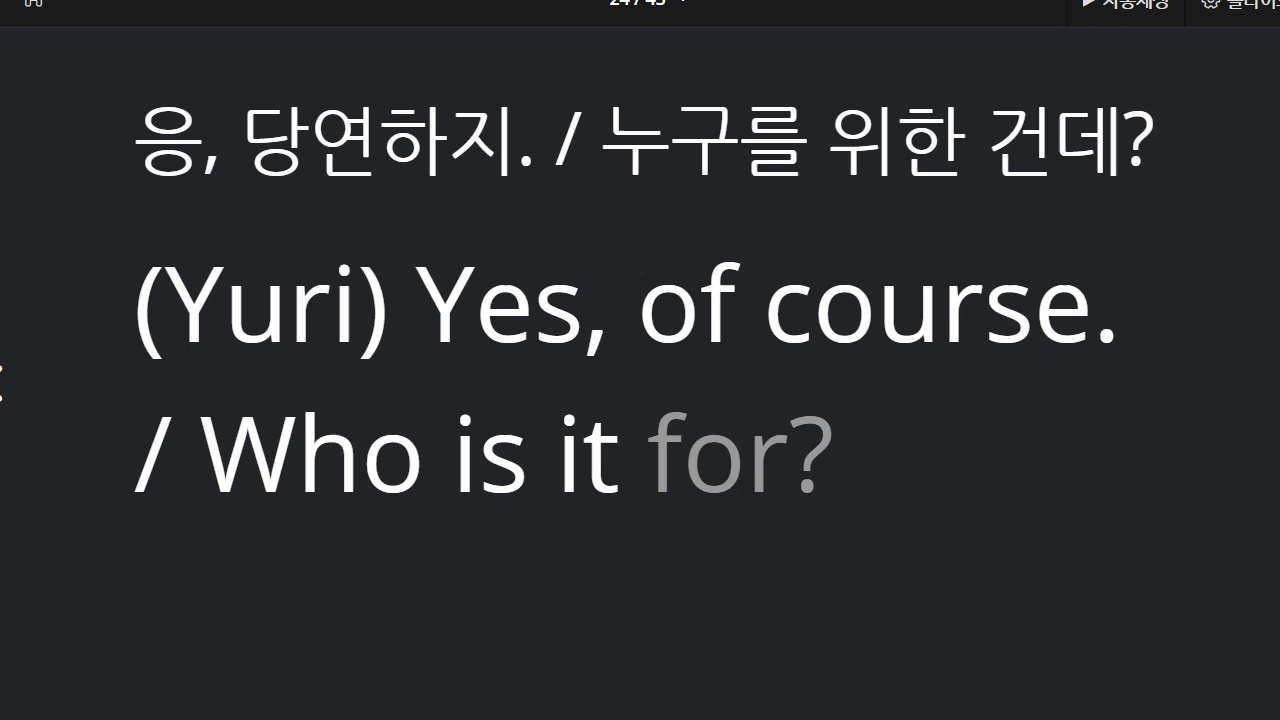 응, 당연하지. / 누구를 위한 건데?
(Yuri) Yes, of course.
/ Who is it for?